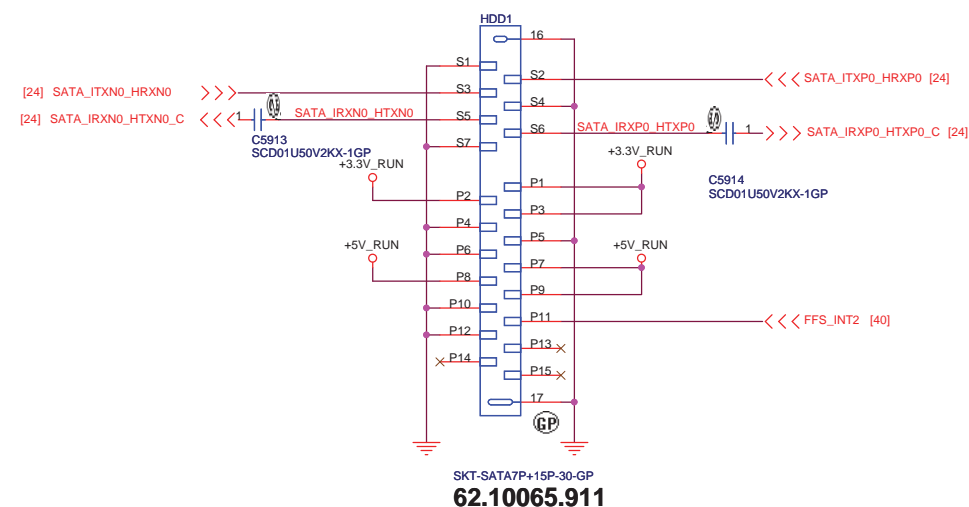 HDD1
16
S1
S2 SATA_ITXP0_HRXP0 [24]
[24] SATA_ITXN0_HRXN0 S3
S4
[24] SATA_IRXN0_HTXN0_C 1 SATA_IRXN0_HTXN0 S5
S6 SATA_IRXP0_HTXP0 1 SATA_IRXP0_HTXP0_C [24]
C5913
SCD01U50V2KX-1GP
S7
+3.3V_RUN
+3.3V_RUN
C5914
SCD01U50V2KX-1GP
P1
P2
P3
P4
P5
+5V_RUN
+5V_RUN
P6
P7
P8
P9
P10
P11 FFS_INT2 [40]
P12
P13
P14
P15
17
GP
SKT-SATA7P+15P-30-GP
62.10065.911